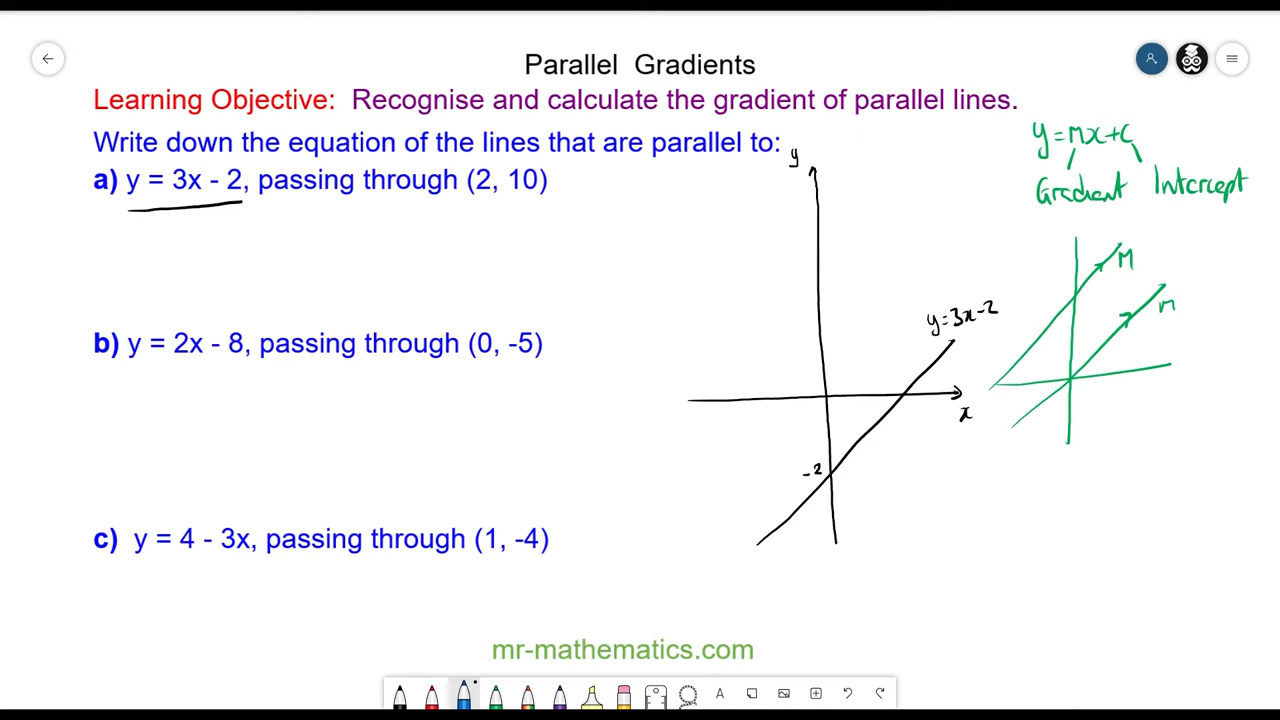 Parallel Gradients
Learning Objective: Recognise and calculate the gradient of parallel lines.
Write down the equation of the lines that are parallel to:
a) y = 3x - 2, passing through (2, 10)
b) y = 2x - 8, passing through (0, -5)
c) y = 4 - 3x, passing through (1, -4)
y
y=3x-2
x
-2
y=mx+c
Gradient Intercept
M
m
mr-mathematics.com
A